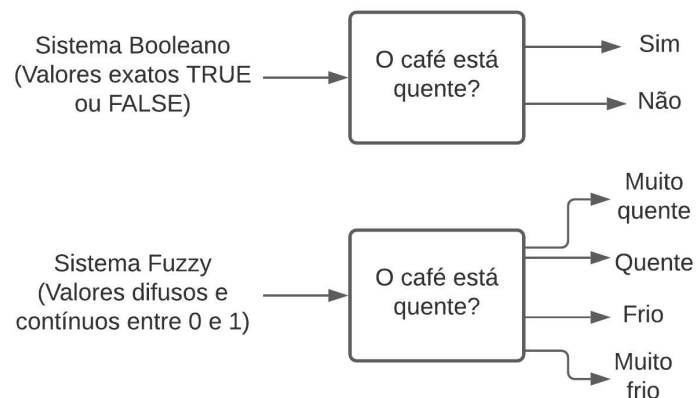 Sistema Booleano
(Valores exatos TRUE
ou FALSE)
O café está
quente?
Sim
Não
Sistema Fuzzy
(Valores difusos e
contínuos entre 0 e 1)
O café está
quente?
Muito
quente
Quente
Frio
Muito
frio